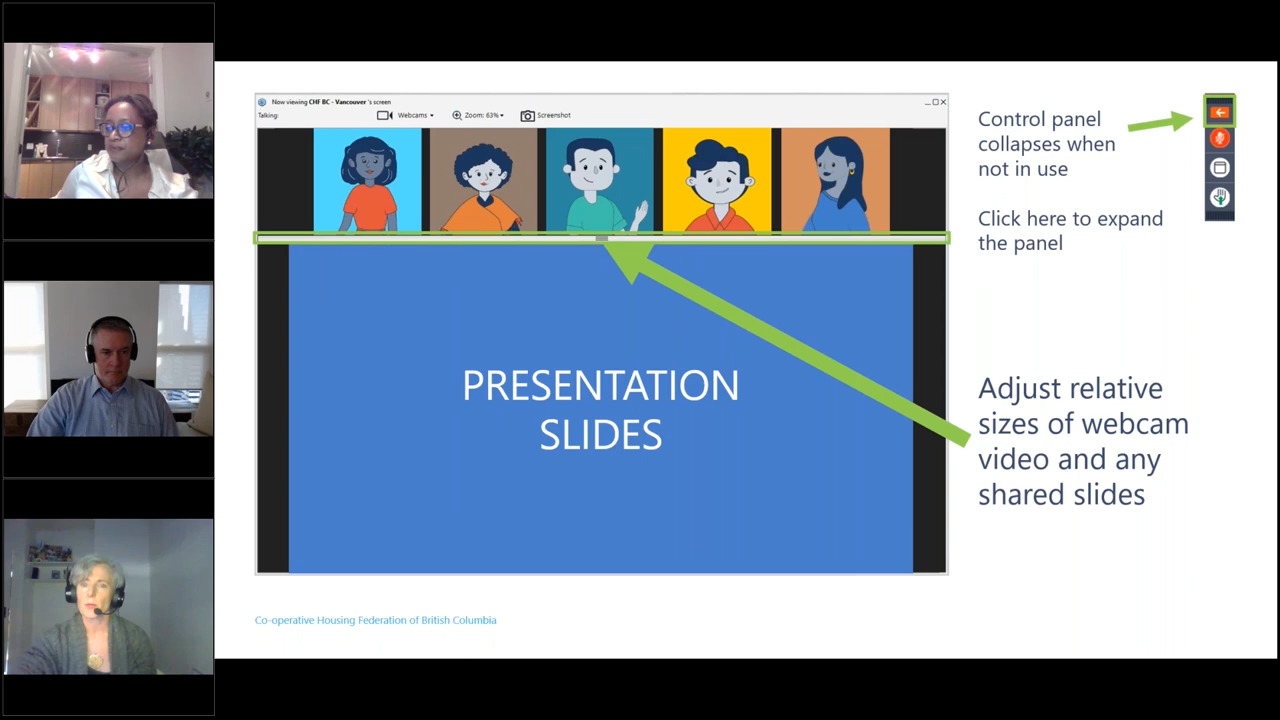 Now viewing CHF BC - Vancouver 's screen
Talking:
Webcams
Zoom: 63%
Screenshot
PRESENTATION
SLIDES
Control panel
collapses when
not in use
Click here to expand
the panel
Adjust relative
sizes of webcam
video and any
shared slides
Co-operative Housing Federation of British Columbia